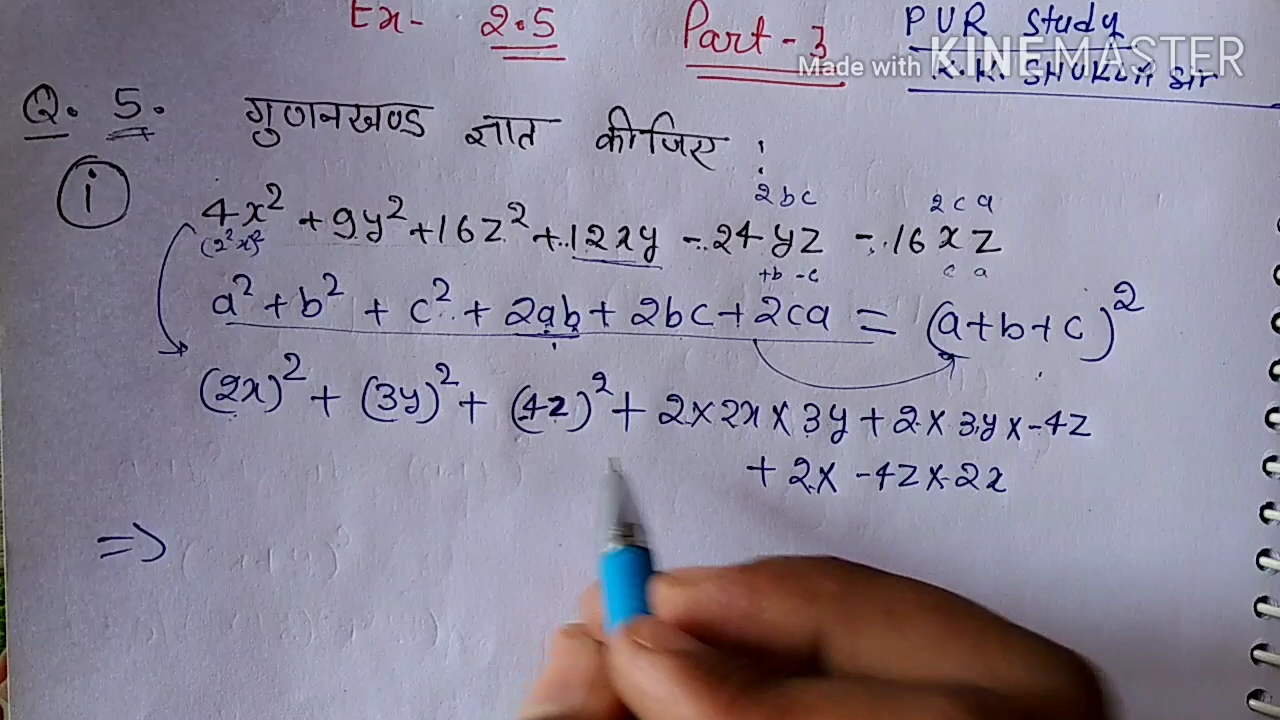 Ex- 2.5 Part-3 PUR Study
Made with KINEMASTER
K.K. SHUKLA Sir
Q. 5. गुणनखण्ड ज्ञात कीजिए :
2bc 2ca
(i) 4x² + 9y² + 16z² + 12xy - 24yz - 16xz
+b -c c a
a² + b² + c² + 2ab + 2bc + 2ca = (a+b+c)²
(2x)² + (3y)² + (4z)² + 2×2x×3y + 2×3y×-4z
+ 2×-4z×2x
⇒